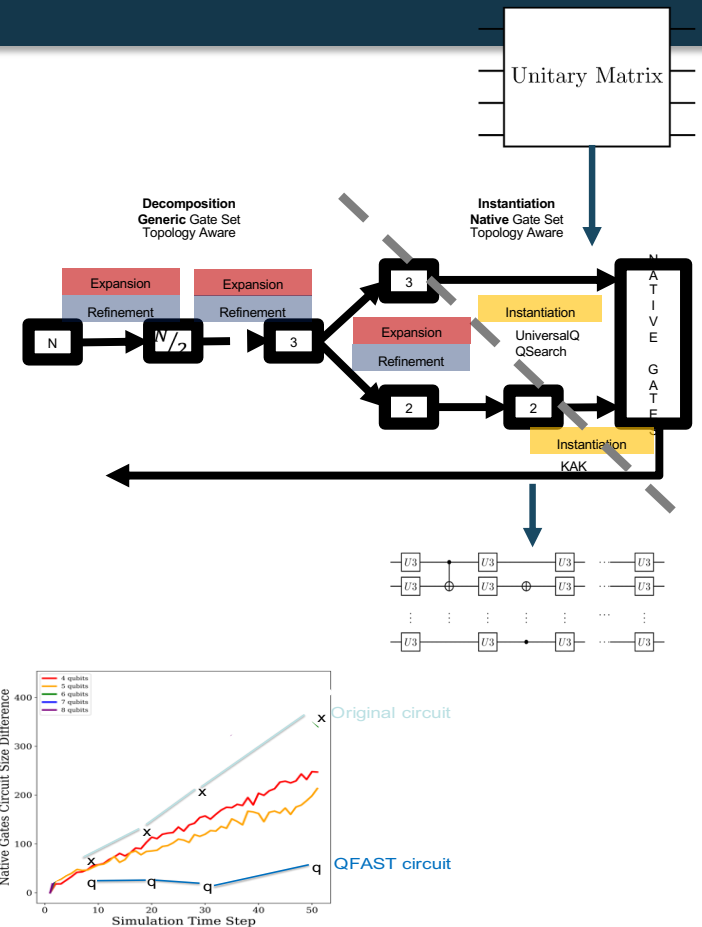 Unitary Matrix
Decomposition
Generic Gate Set
Topology Aware
Instantiation
Native Gate Set
Topology Aware
Expansion
Refinement
Expansion
Refinement
N
N/2
3
3
Expansion
Refinement
2
2
Instantiation
UniversalQ
QSearch
Instantiation
KAK
NATIVE GATES
U3 U3 U3 ... U3
U3 U3 U3 ... U3
⋮ ⋮ ⋮ ⋮ ⋮ ... ⋮
U3 U3 U3 ... U3
Native Gates Circuit Size Difference
400
300
200
100
0
4 qubits
5 qubits
6 qubits
7 qubits
8 qubits
x
x
x
x
Original circuit
q
q
q
q
QFAST circuit
0 10 20 30 40 50
Simulation Time Step